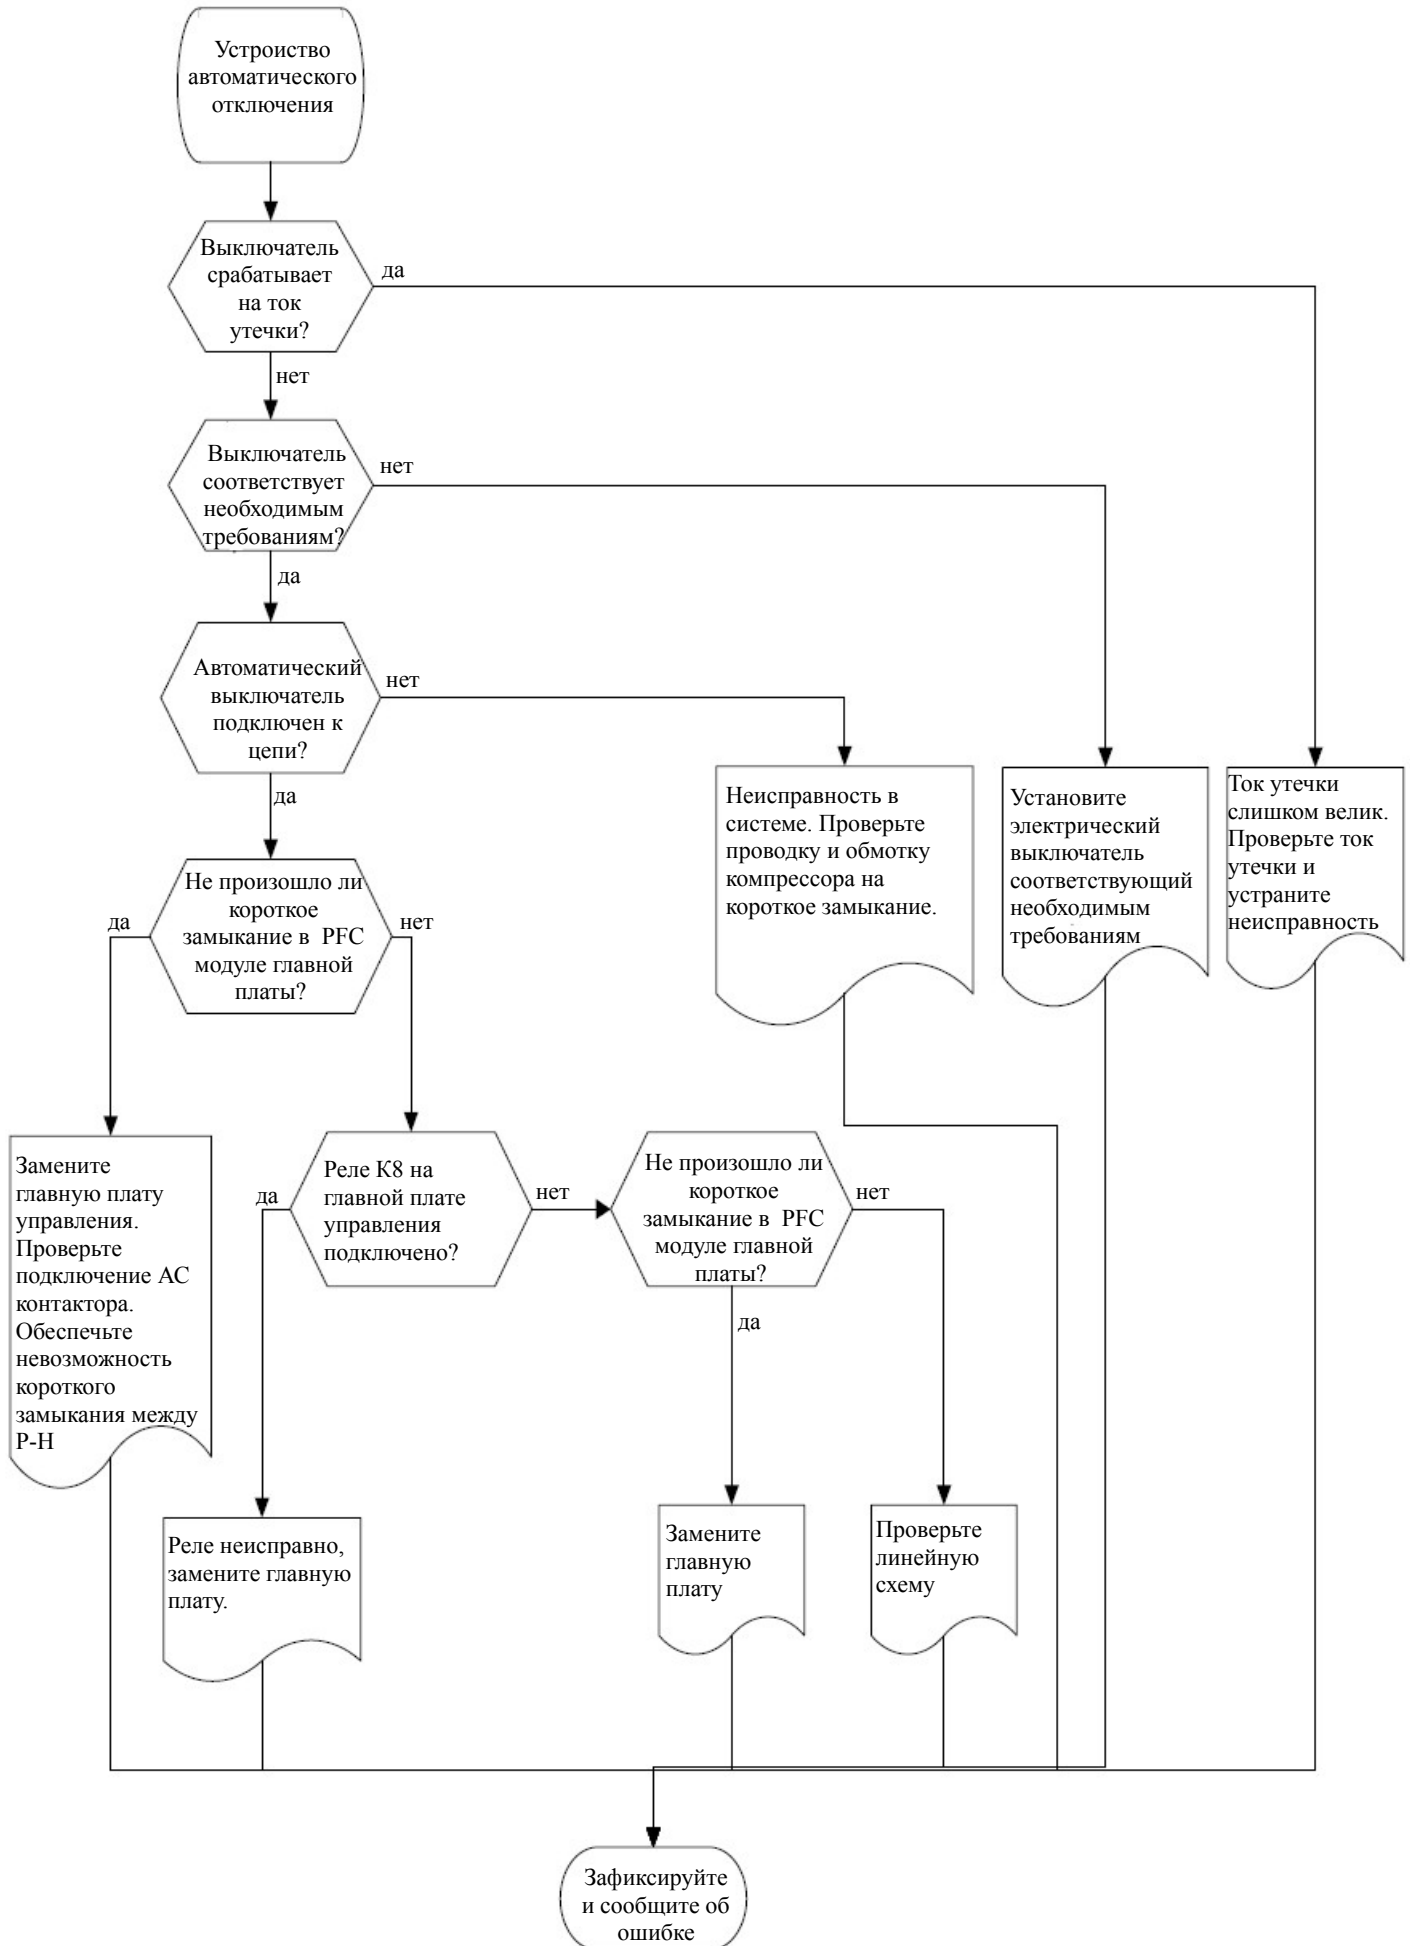 Устроиство
автоматического
отключения
Выключатель
срабатывает
на ток
утечки?
да
нет
Выключатель
соответствует
необходимым
требованиям?
нет
да
Автоматический
выключатель
подключен к
цепи?
нет
да
Неисправность в
системе. Проверьте
проводку и обмотку
компрессора на
короткое замыкание.
Установите
электрический
выключатель
соответствующий
необходимым
требованиям
Ток утечки
слишком велик.
Проверьте ток
утечки и
устраните
неисправность
Не произошло ли
короткое
замыкание в PFC
модуле главной
платы?
да
нет
Замените
главную плату
управления.
Проверьте
подключение АС
контактора.
Обеспечьте
невозможность
короткого
замыкания между
Р-Н
Реле К8 на
главной плате
управления
подключено?
да
нет
Не произошло ли
короткое
замыкание в PFC
модуле главной
платы?
нет
да
Реле неисправно,
замените главную
плату.
Замените
главную
плату
Проверьте
линейную
схему
Зафиксируйте
и сообщите об
ошибке